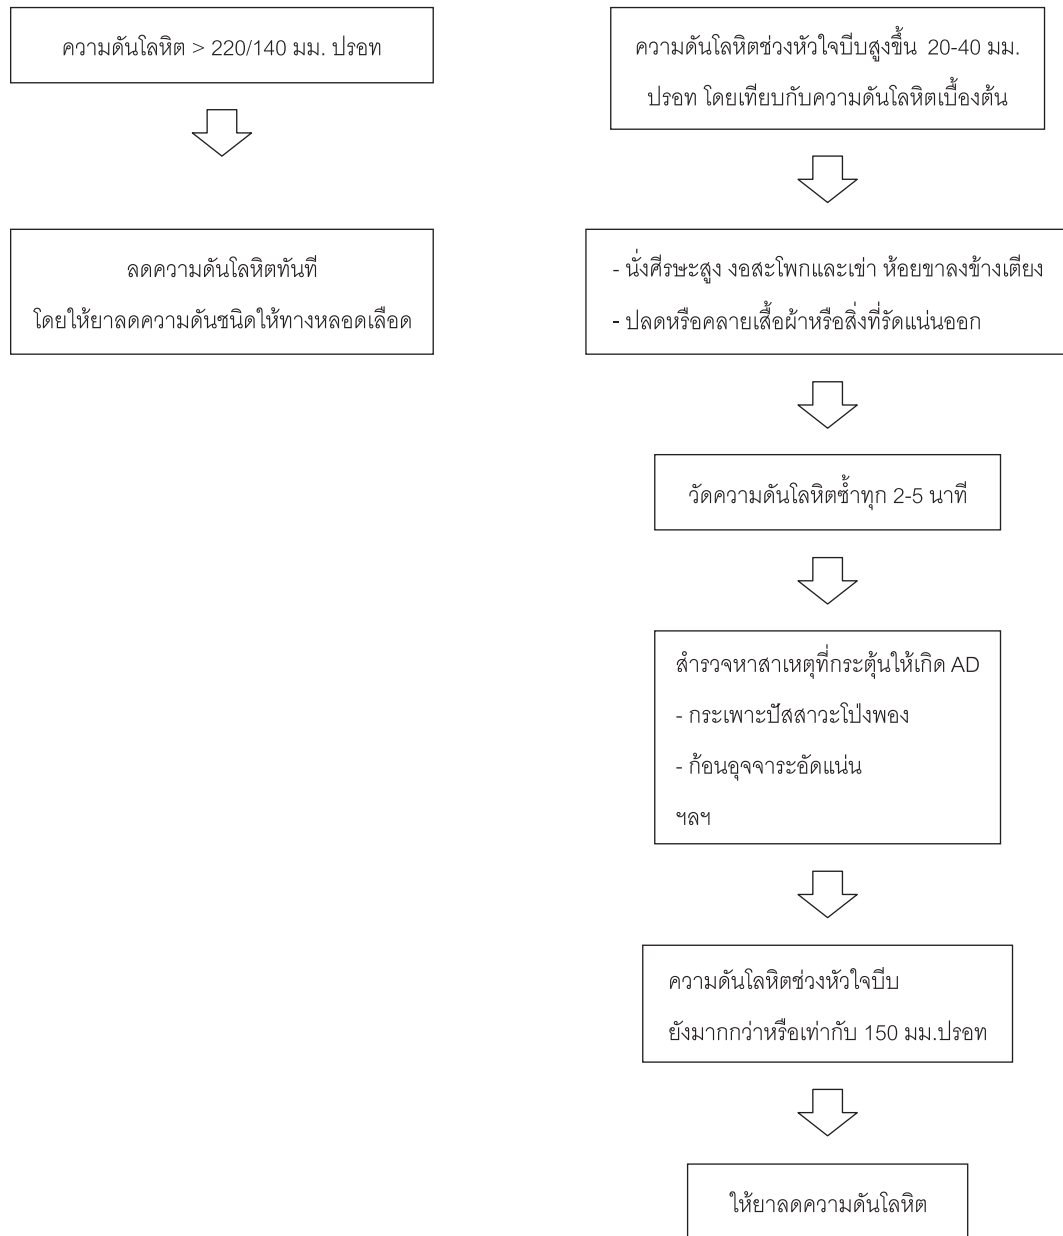 ความดันโลหิต > 220/140 มม. ปรอท
ลดความดันโลหิตทันที
โดยให้ยาลดความดันชนิดให้ทางหลอดเลือด
ความดันโลหิตช่วงหัวใจบีบสูงขึ้น 20-40 มม.
ปรอท โดยเทียบกับความดันโลหิตเบื้องต้น
- นั่งศีรษะสูง งอสะโพกและเข่า ห้อยขาลงข้างเตียง
- ปลดหรือคลายเสื้อผ้าหรือสิ่งที่รัดแน่นออก
วัดความดันโลหิตซ้ำทุก 2-5 นาที
สำรวจหาสาเหตุที่กระตุ้นให้เกิด AD
- กระเพาะปัสสาวะโป่งพอง
- ก้อนอุจจาระอัดแน่น
ฯลฯ
ความดันโลหิตช่วงหัวใจบีบ
ยังมากกว่าหรือเท่ากับ 150 มม.ปรอท
ให้ยาลดความดันโลหิต